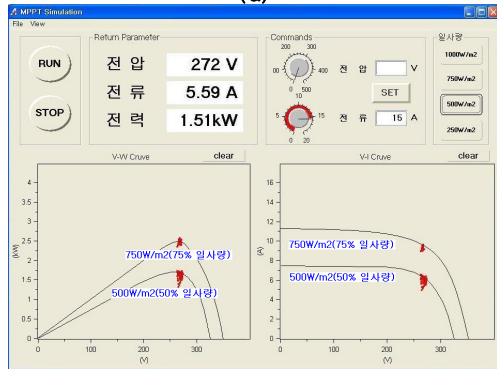 MPPT Simulation
File View
Return Parameter
Commands
일사량
RUN
STOP
전 압 272 V
전 류 5.59 A
전 력 1.51kW
200 300
00 400
0 500
전 압 V
SET
10
5 15
0 20
전 류 15 A
1000W/m2
750W/m2
500W/m2
250W/m2
V-W Cruve clear
4
3.5
3
2.5
2
1.5
1
0.5
0
(kW)
750W/m2(75% 일사량)
500W/m2(50% 일사량)
0 100 200 300
(V)
V-I Cruve clear
16
14
12
10
8
6
4
2
0
(A)
750W/m2(75% 일사량)
500W/m2(50% 일사량)
0 100 200 300
(V)